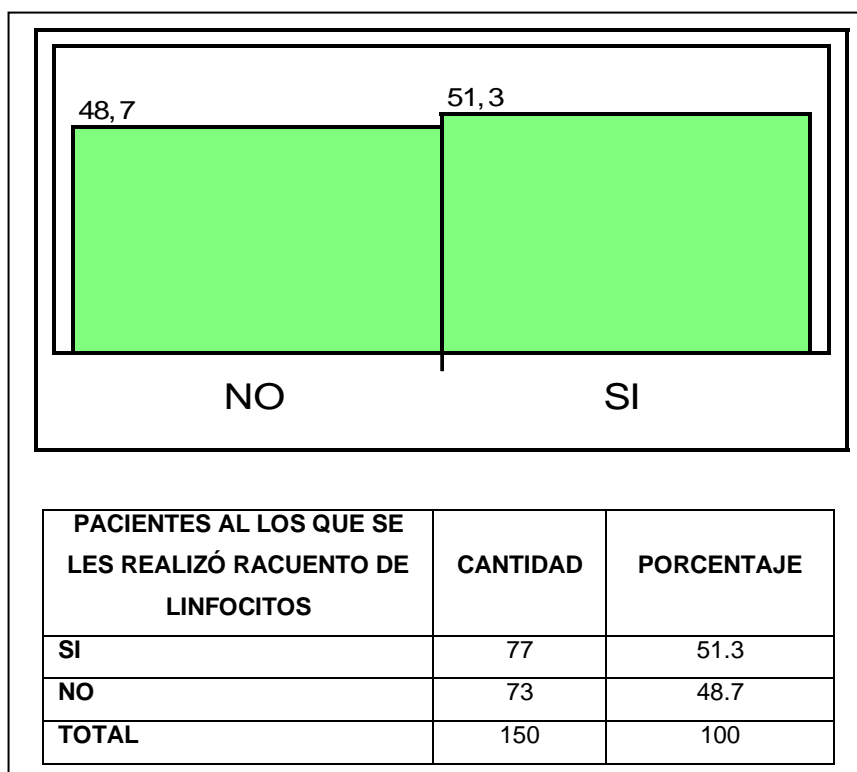 48,7
51,3
NO
SI
PACIENTES AL LOS QUE SE
LES REALIZÓ RACUENTO DE
LINFOCITOS
CANTIDAD
PORCENTAJE
SI 77 51.3
NO 73 48.7
TOTAL 150 100